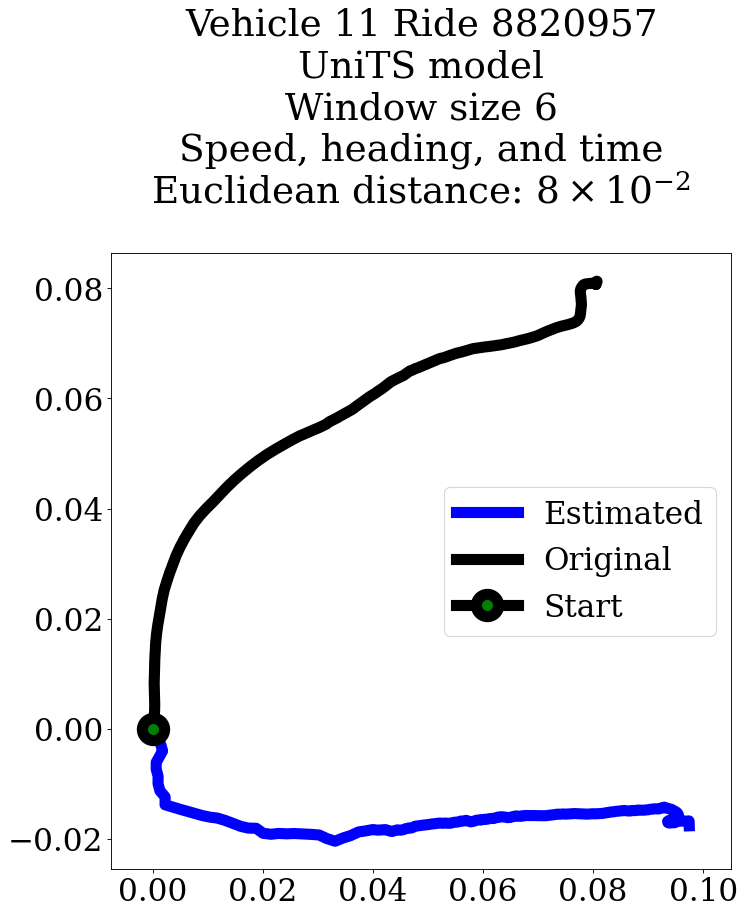 Vehicle 11 Ride 8820957
UniTS model
Window size 6
Speed, heading, and time
Euclidean distance: 8 × 10⁻²
0.08
0.06
0.04
0.02
0.00
−0.02
Estimated
Original
Start
0.00 0.02 0.04 0.06 0.08 0.10